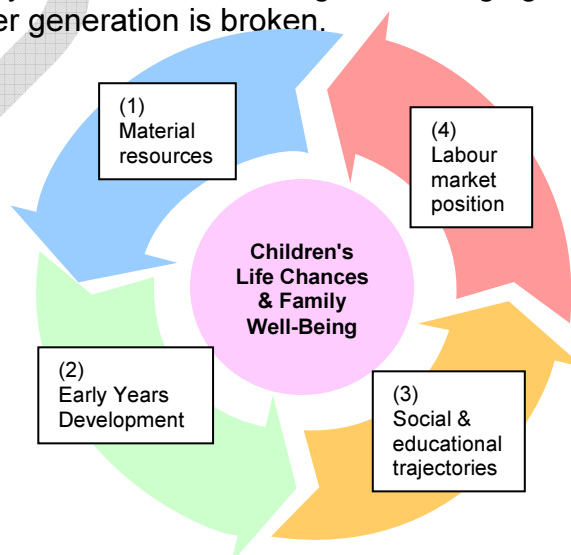 er generation is broken.
(1)
Material
resources
(4)
Labour
market
position
Children's
Life Chances
& Family
Well-Being
(2)
Early Years
Development
(3)
Social &
educational
trajectories